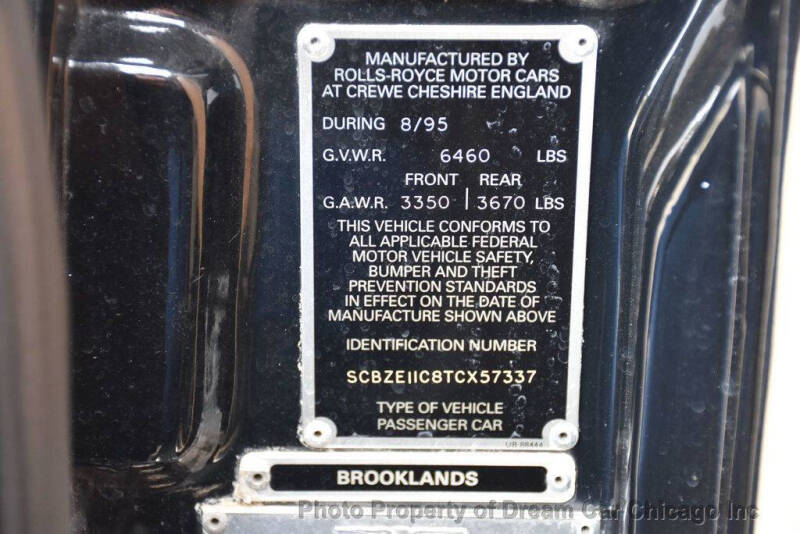 MANUFACTURED BY
ROLLS-ROYCE MOTOR CARS
AT CREWE CHESHIRE ENGLAND
DURING 8/95
G.V.W.R. 6460 LBS
FRONT REAR
G.A.W.R. 3350 | 3670 LBS
THIS VEHICLE CONFORMS TO
ALL APPLICABLE FEDERAL
MOTOR VEHICLE SAFETY,
BUMPER AND THEFT
PREVENTION STANDARDS
IN EFFECT ON THE DATE OF
MANUFACTURE SHOWN ABOVE
IDENTIFICATION NUMBER
SCBZE11C8TCX57337
TYPE OF VEHICLE
PASSENGER CAR
BROOKLANDS
Photo Property of Dream Car Chicago Inc